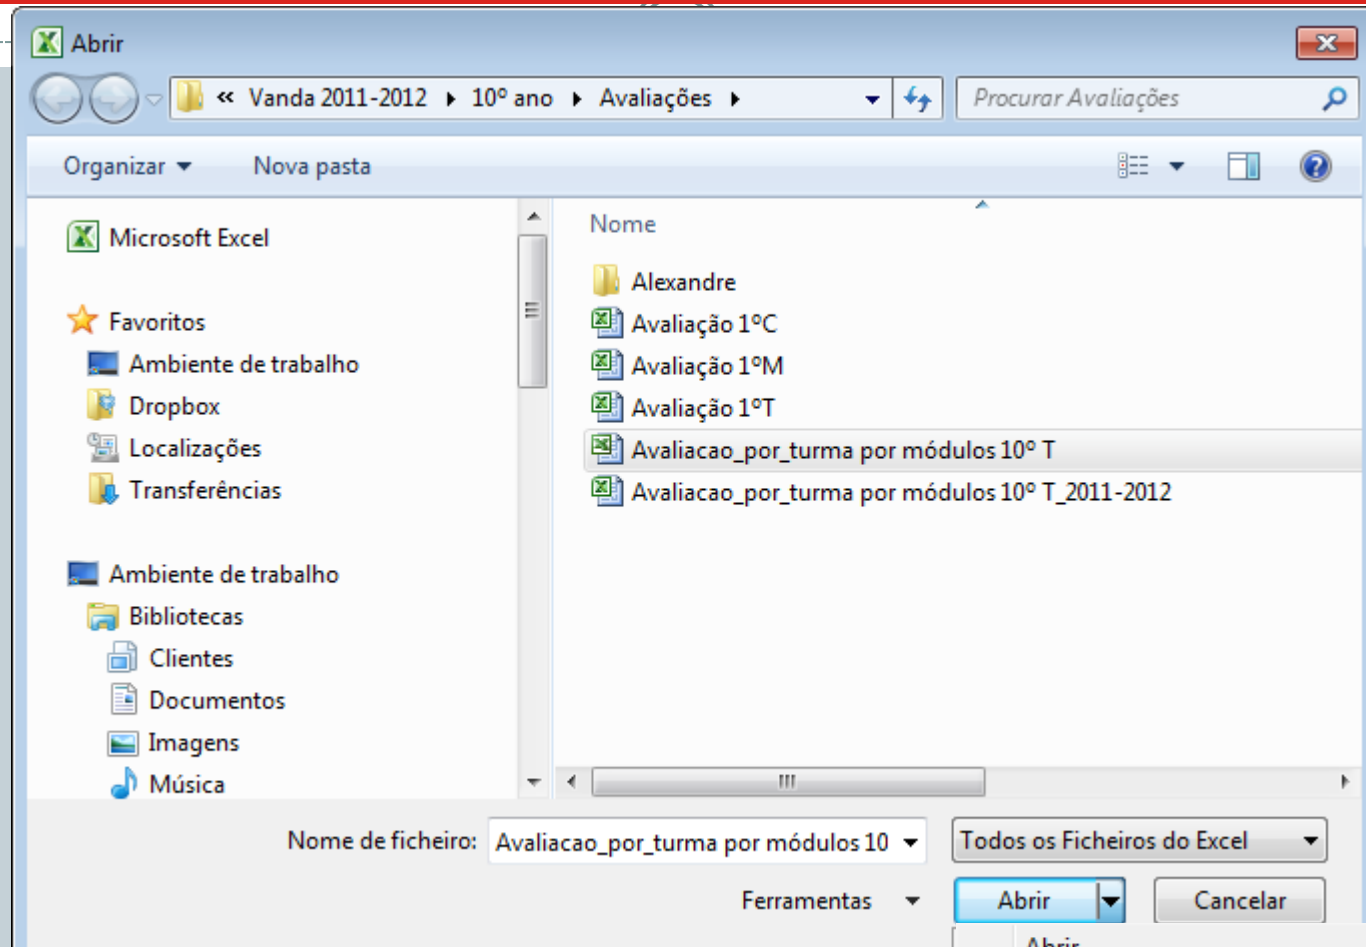 Abrir
« Vanda 2011-2012 10º ano Avaliações
Procurar Avaliações
Organizar
Nova pasta
Microsoft Excel
Favoritos
Ambiente de trabalho
Dropbox
Localizações
Transferências
Ambiente de trabalho
Bibliotecas
Clientes
Documentos
Imagens
Música
Nome
Alexandre
Avaliação 1ºC
Avaliação 1ºM
Avaliação 1ºT
Avaliacao_por_turma por módulos 10º T
Avaliacao_por_turma por módulos 10º T_2011-2012
Nome de ficheiro: Avaliacao_por_turma por módulos 10
Todos os Ficheiros do Excel
Ferramentas
Abrir
Cancelar
Abrir